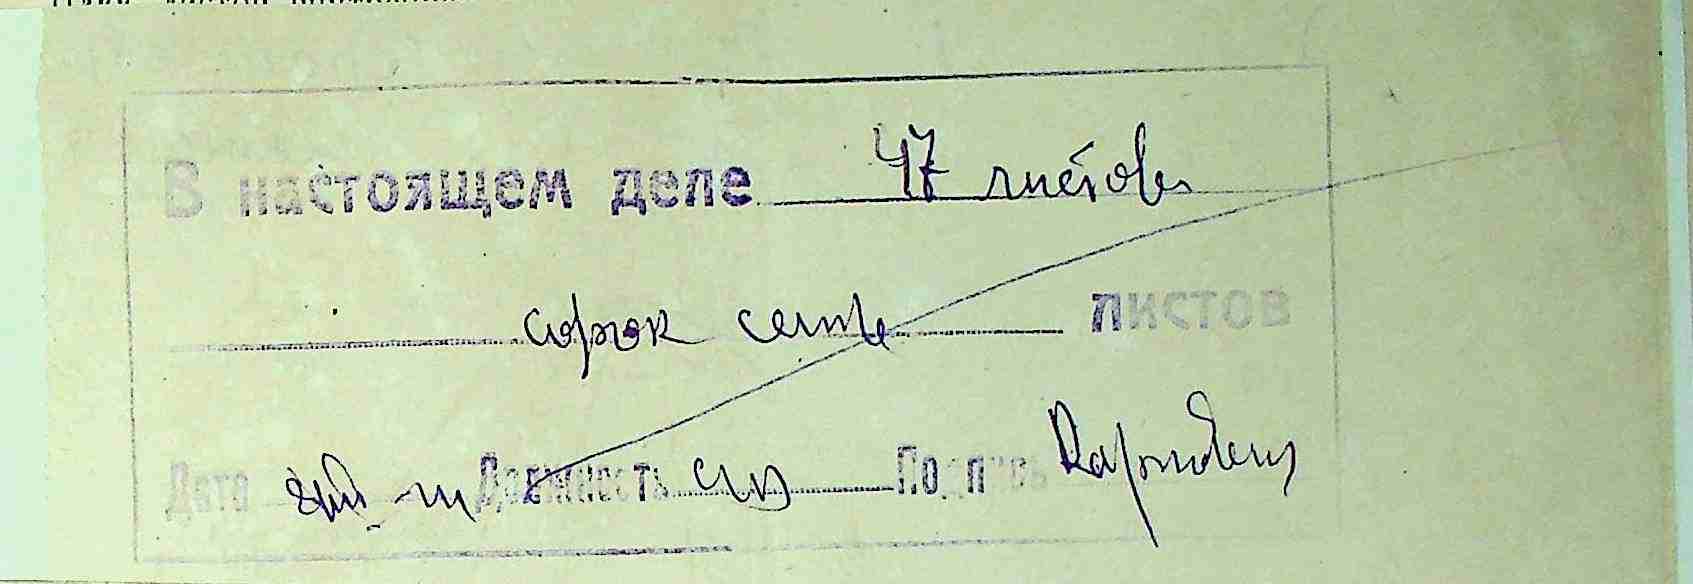 В настоящем деле 47 листов
сорок семь листов
Дата Должность Подпись